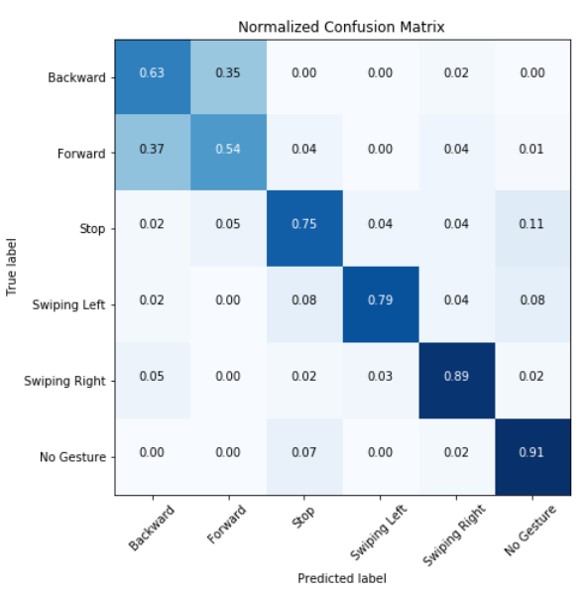 Normalized Confusion Matrix
True label
Backward 0.63 0.35 0.00 0.00 0.02 0.00
Forward 0.37 0.54 0.04 0.00 0.04 0.01
Stop 0.02 0.05 0.75 0.04 0.04 0.11
Swiping Left 0.02 0.00 0.08 0.79 0.04 0.08
Swiping Right 0.05 0.00 0.02 0.03 0.89 0.02
No Gesture 0.00 0.00 0.07 0.00 0.02 0.91
Backward Forward Stop Swiping Left Swiping Right No Gesture
Predicted label